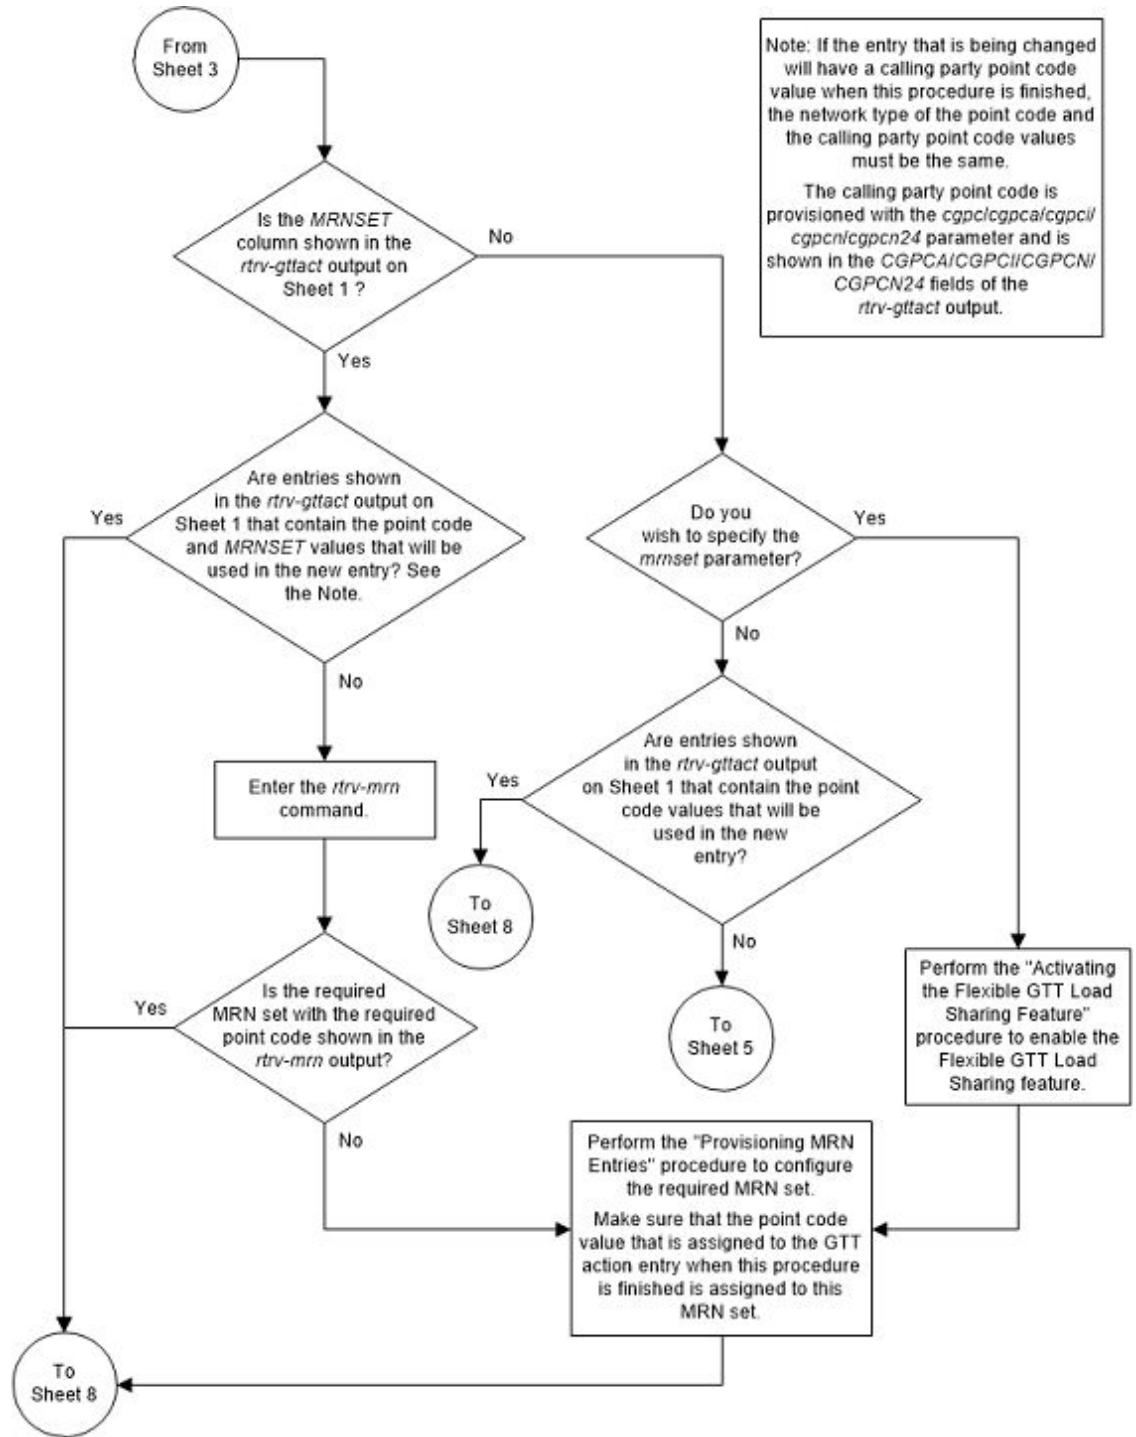 From
Sheet 3
Note: If the entry that is being changed
will have a calling party point code
value when this procedure is finished,
the network type of the point code and
the calling party point code values
must be the same.
The calling party point code is
provisioned with the cgpc/cgpca/cgpci/
cgpcn/cgpcn24 parameter and is
shown in the CGPCA/CGPCI/CGPCN/
CGPCN24 fields of the
rtrv-gttact output.
Is the MRNSET
column shown in the
rtrv-gttact output on
Sheet 1 ?
No
Yes
Are entries shown
in the rtrv-gttact output on
Sheet 1 that contain the point code
and MRNSET values that will be
used in the new entry? See
the Note.
Yes
No
Do you
wish to specify the
mrnset parameter?
Yes
No
Enter the rtrv-mrn
command.
Are entries shown
in the rtrv-gttact output
on Sheet 1 that contain the point
code values that will be
used in the new
entry?
Yes
To
Sheet 8
No
To
Sheet 5
Is the required
MRN set with the required
point code shown in the
rtrv-mrn output?
Yes
No
Perform the "Activating
the Flexible GTT Load
Sharing Feature"
procedure to enable the
Flexible GTT Load
Sharing feature.
Perform the "Provisioning MRN
Entries" procedure to configure
the required MRN set.
Make sure that the point code
value that is assigned to the GTT
action entry when this procedure
is finished is assigned to this
MRN set.
To
Sheet 8